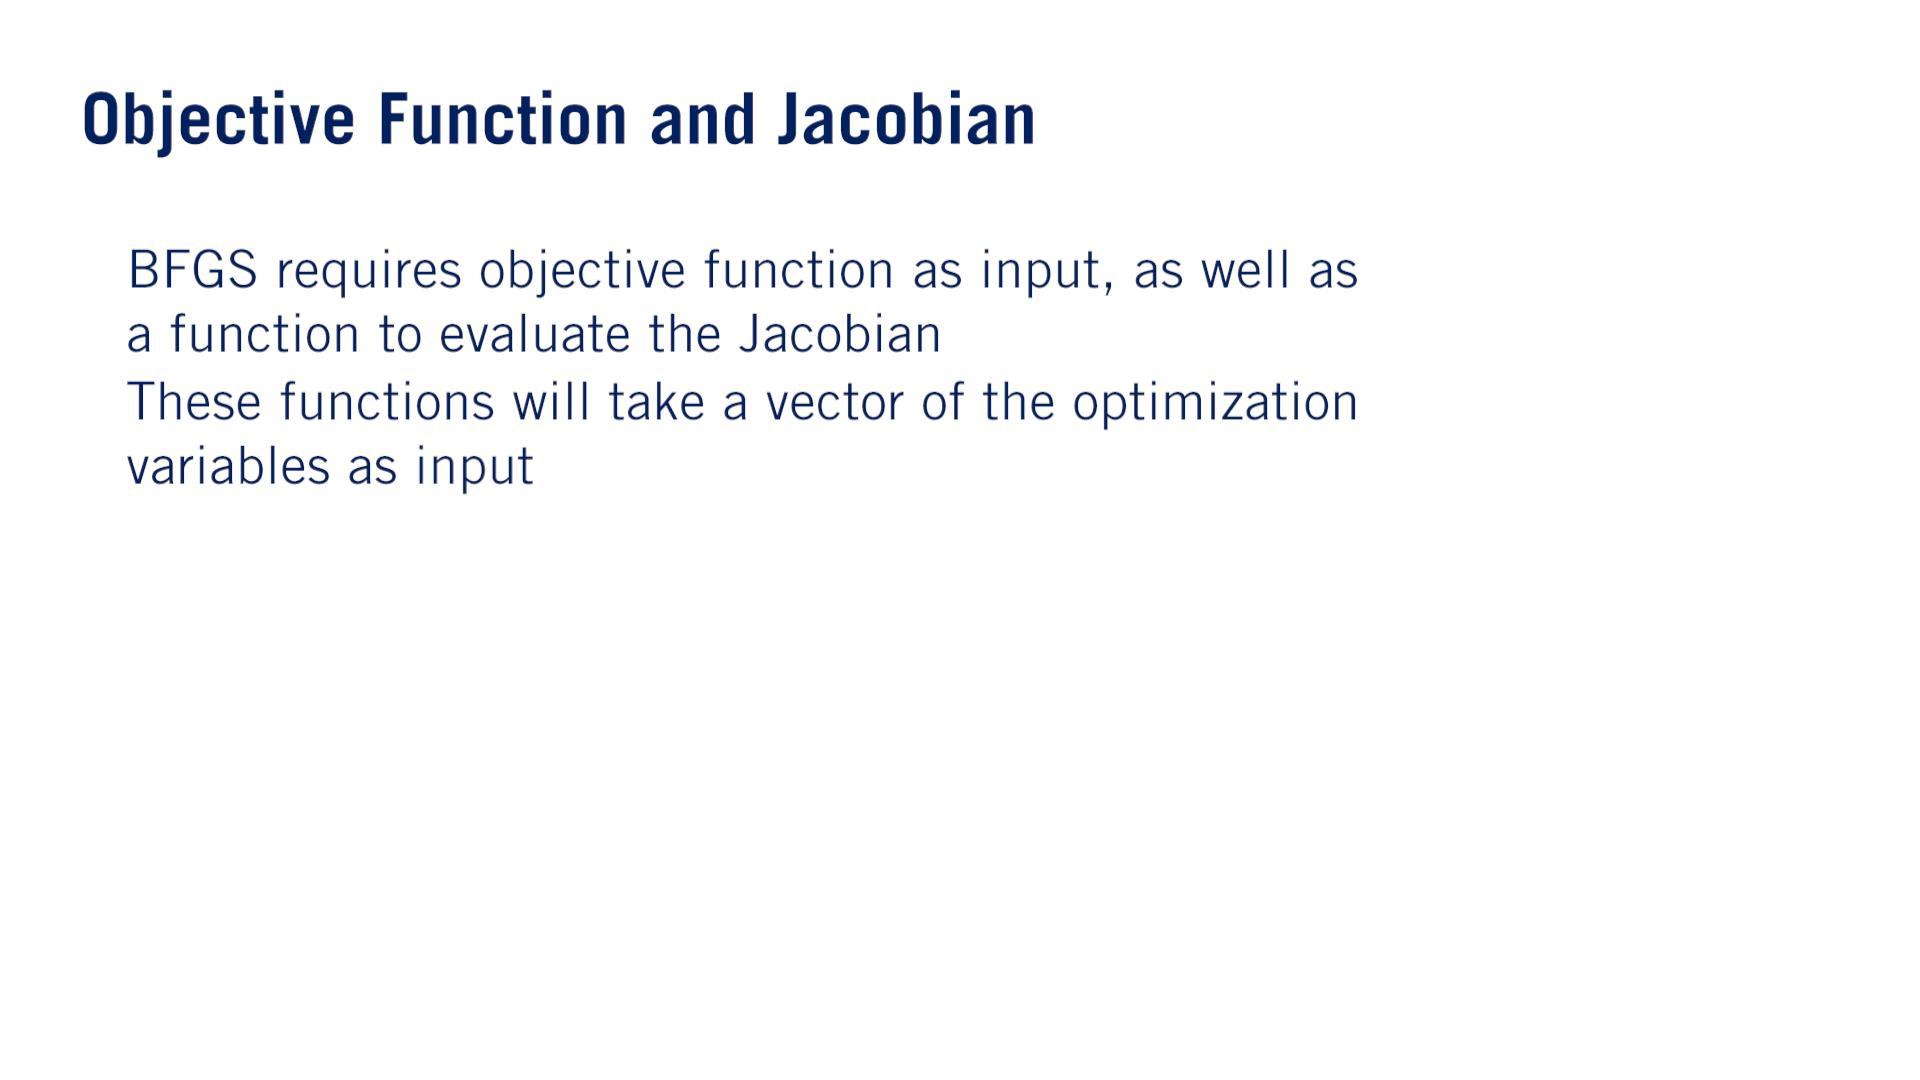 Objective Function and Jacobian
BFGS requires objective function as input, as well as
a function to evaluate the Jacobian
These functions will take a vector of the optimization
variables as input